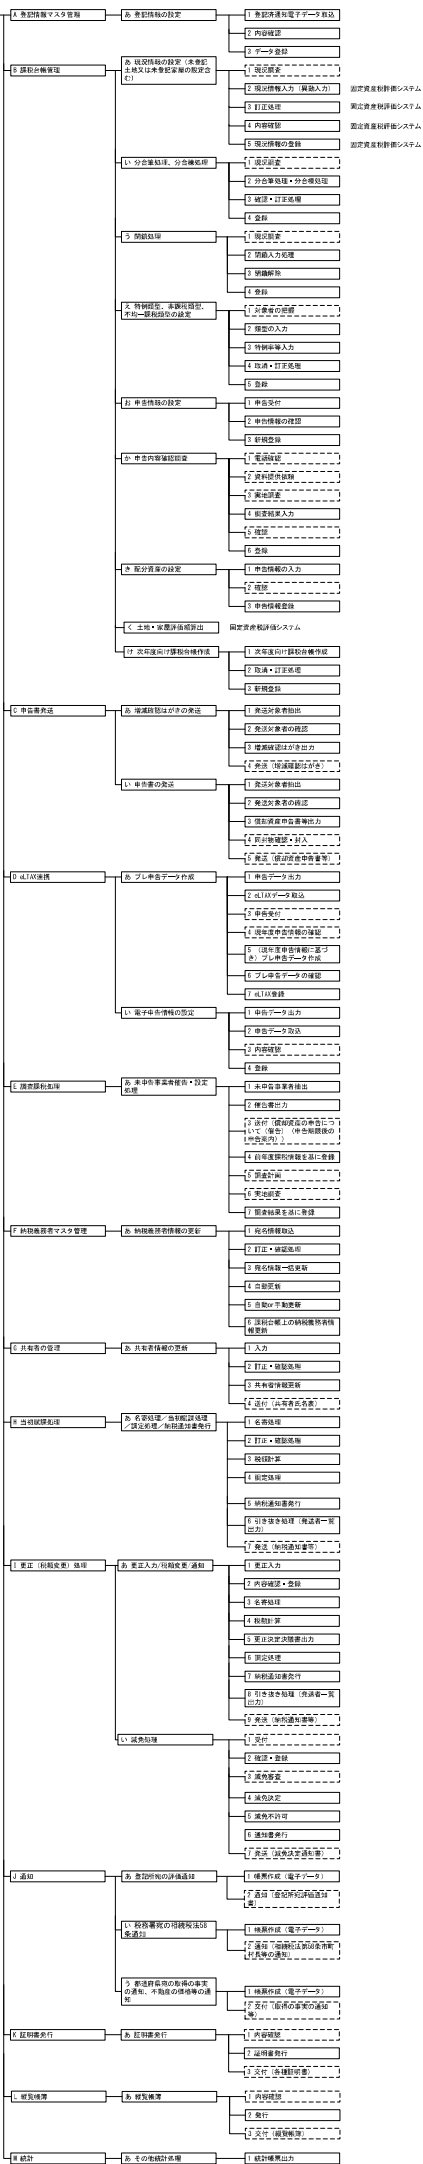 A 登記情報マスタ管理
あ 登記情報の設定
1 登記済通知電子データ取込
2 内容確認
3 データ登録
B 課税台帳管理
あ 現況情報の設定（未登記
土地又は未登記家屋の設定含
む）
1 現況調査
2 現況情報入力（異動入力）
固定資産税評価システム
3 訂正処理
固定資産税評価システム
4 内容確認
固定資産税評価システム
5 現況情報の登録
固定資産税評価システム
い 分合筆処理、分合棟処理
1 現況調査
2 分合筆処理・分合棟処理
3 確認・訂正処理
4 登録
う 閉鎖処理
1 現況調査
2 閉鎖入力処理
3 閉鎖解除
4 登録
え 特例類型、非課税類型、
不均一課税類型の設定
1 対象者の把握
2 類型の入力
3 特例率等入力
4 取消・訂正処理
5 登録
お 申告情報の設定
1 申告受付
2 申告情報の確認
3 新規登録
か 申告内容確認調査
1 電話確認
2 資料提供依頼
3 実地調査
4 調査結果入力
5 確認
6 登録
き 配分資産の設定
1 申告情報の入力
2 確認
3 申告情報登録
く 土地・家屋評価額算出
固定資産税評価システム
け 次年度向け課税台帳作成
1 次年度向け課税台帳作成
2 取消・訂正処理
3 新規登録
C 申告書発送
あ 増減確認はがきの発送
1 発送対象者抽出
2 発送対象者の確認
3 増減確認はがき出力
4 発送（増減確認はがき）
い 申告書の発送
1 発送対象者抽出
2 発送対象者の確認
3 償却資産申告書等出力
4 同封物確認・封入
5 発送（償却資産申告書等）
D eLTAX連携
あ プレ申告データ作成
1 申告データ出力
2 eLTAXデータ取込
3 申告受付
4 現年度申告情報の確認
5 （現年度申告情報に基づ
き）プレ申告データ作成
6 プレ申告データの確認
7 eLTAX登録
い 電子申告情報の設定
1 申告データ出力
2 申告データ取込
3 内容確認
4 登録
E 調査課税処理
あ 未申告事業者催告・設定
処理
1 未申告事業者抽出
2 催告書出力
3 送付（償却資産の申告につ
いて（催告）（申告期限後の
申告案内））
4 前年度課税情報を基に登録
5 調査計画
6 実地調査
7 調査結果を基に登録
F 納税義務者マスタ管理
あ 納税義務者情報の更新
1 宛名情報取込
2 訂正・確認処理
3 宛名情報一括更新
4 自動更新
5 自動or手動更新
6 課税台帳上の納税義務者情
報更新
G 共有者の管理
あ 共有者情報の更新
1 入力
2 訂正・確認処理
3 共有者情報更新
4 送付（共有者氏名表）
H 当初賦課処理
あ 名寄処理／当初賦課処理
／調定処理／納税通知書発行
1 名寄処理
2 訂正・確認処理
3 税額計算
4 調定処理
5 納税通知書発行
6 引き抜き処理（発送者一覧
出力）
7 発送（納税通知書等）
I 更正（税額変更）処理
あ 更正入力/税額変更/通知
1 更正入力
2 内容確認・登録
3 名寄処理
4 税額計算
5 更正決定決議書出力
6 調定処理
7 納税通知書発行
8 引き抜き処理（発送者一覧
出力）
9 発送（納税通知書等）
い 減免処理
1 受付
2 確認・登録
3 減免審査
4 減免決定
5 減免不許可
6 通知書発行
7 発送（減免決定通知書）
J 通知
あ 登記所宛の評価通知
1 帳票作成（電子データ）
2 通知（登記所宛評価通知
書）
い 税務署宛の相続税法58
条通知
1 帳票作成（電子データ）
2 通知（相続税法第58条市町
村長等の通知）
う 都道府県宛の取得の事実
の通知、不動産の価格等の通
知
1 帳票作成（電子データ）
2 交付（取得の事実の通知
等）
K 証明書発行
あ 証明書発行
1 内容確認
2 証明書発行
3 交付（各種証明書）
L 縦覧帳簿
あ 縦覧帳簿
1 内容確認
2 発行
3 交付（縦覧帳簿）
M 統計
あ その他統計処理
1 統計帳票出力